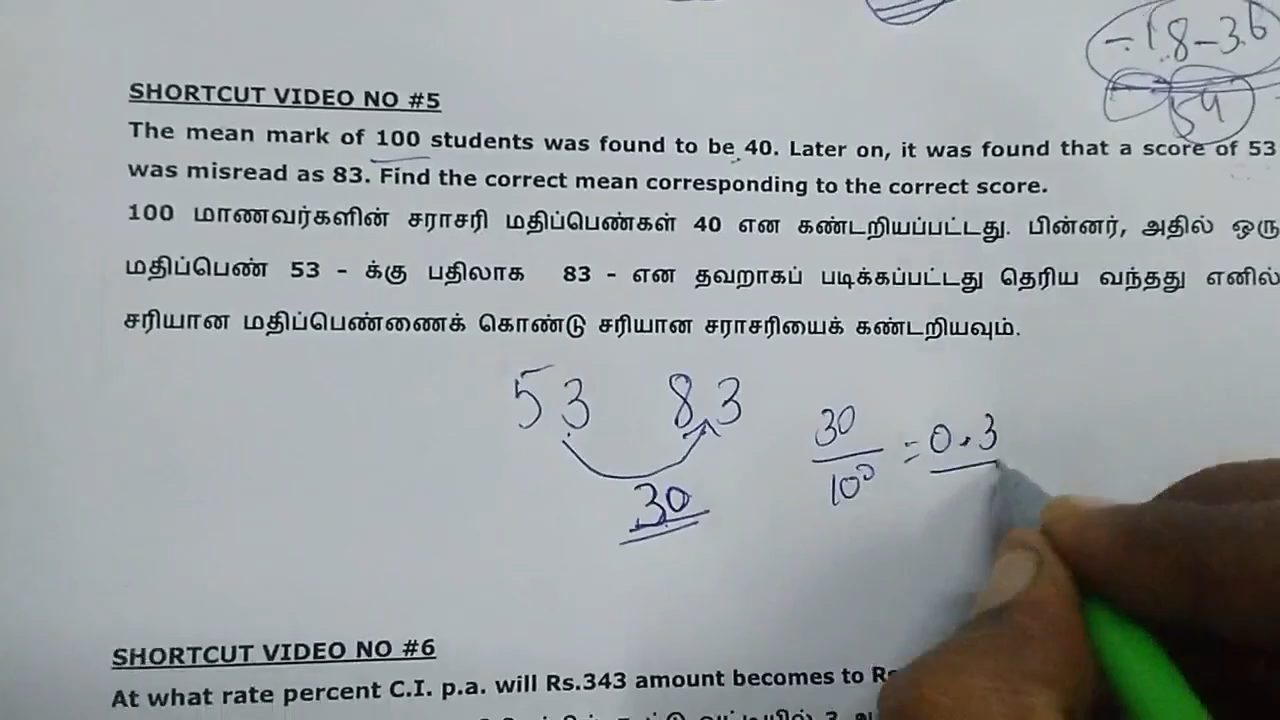 - 18 - 36
54
SHORTCUT VIDEO NO #5
The mean mark of 100 students was found to be 40. Later on, it was found that a score of 53
was misread as 83. Find the correct mean corresponding to the correct score.
100 மாணவர்களின் சராசரி மதிப்பெண்கள் 40 என கண்டறியப்பட்டது. பின்னர், அதில் ஒரு
மதிப்பெண் 53 - க்கு பதிலாக 83 - என தவறாகப் படிக்கப்பட்டது தெரிய வந்தது எனில்
சரியான மதிப்பெண்ணைக் கொண்டு சரியான சராசரியைக் கண்டறியவும்.
53 83
30
30
100 = 0.3
SHORTCUT VIDEO NO #6
At what rate percent C.I. p.a. will Rs.343 amount becomes to